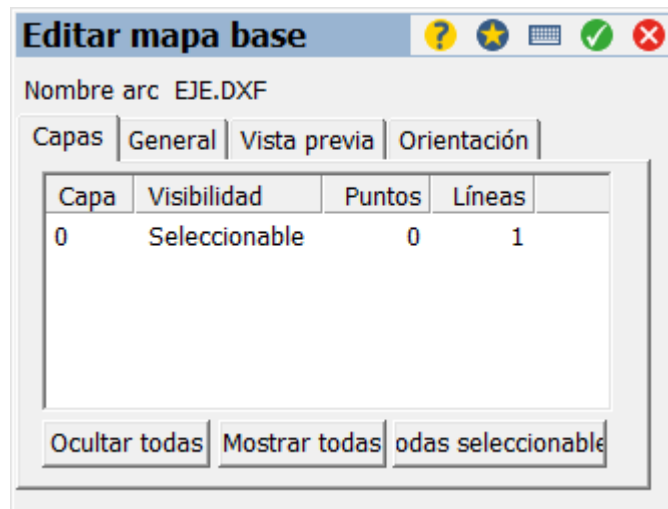 Editar mapa base ?
Nombre arc EJE.DXF
Capas General Vista previa Orientación
Capa Visibilidad Puntos Líneas
0 Seleccionable 0 1
Ocultar todas Mostrar todas odas seleccionable